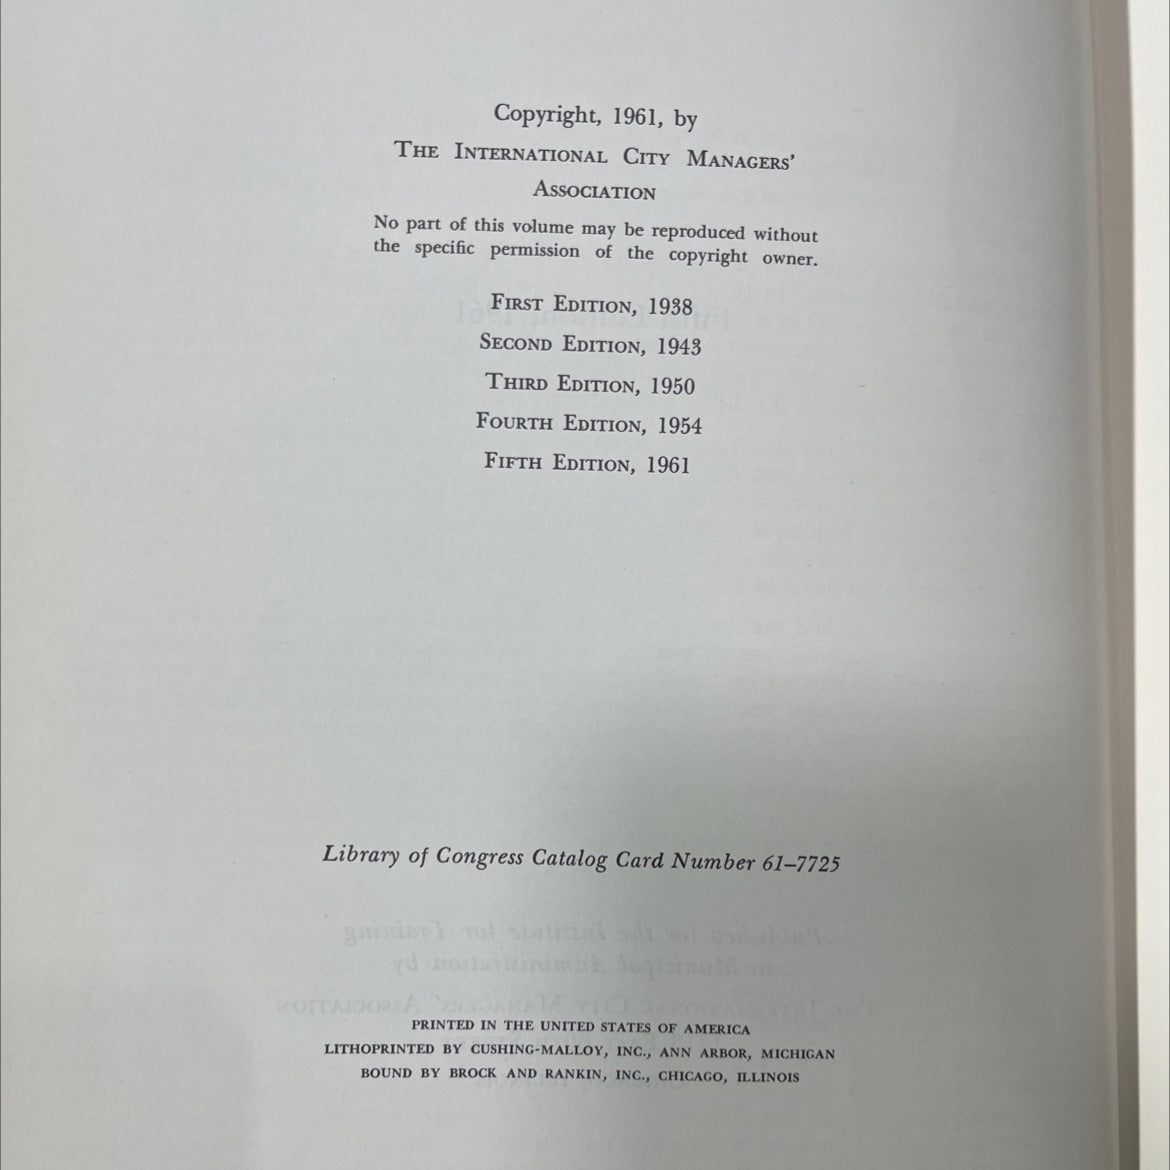 Copyright, 1961, by
The International City Managers'
Association
No part of this volume may be reproduced without
the specific permission of the copyright owner.
First Edition, 1938
Second Edition, 1943
Third Edition, 1950
Fourth Edition, 1954
Fifth Edition, 1961
Library of Congress Catalog Card Number 61–7725
PRINTED IN THE UNITED STATES OF AMERICA
LITHOPRINTED BY CUSHING-MALLOY, INC., ANN ARBOR, MICHIGAN
BOUND BY BROCK AND RANKIN, INC., CHICAGO, ILLINOIS